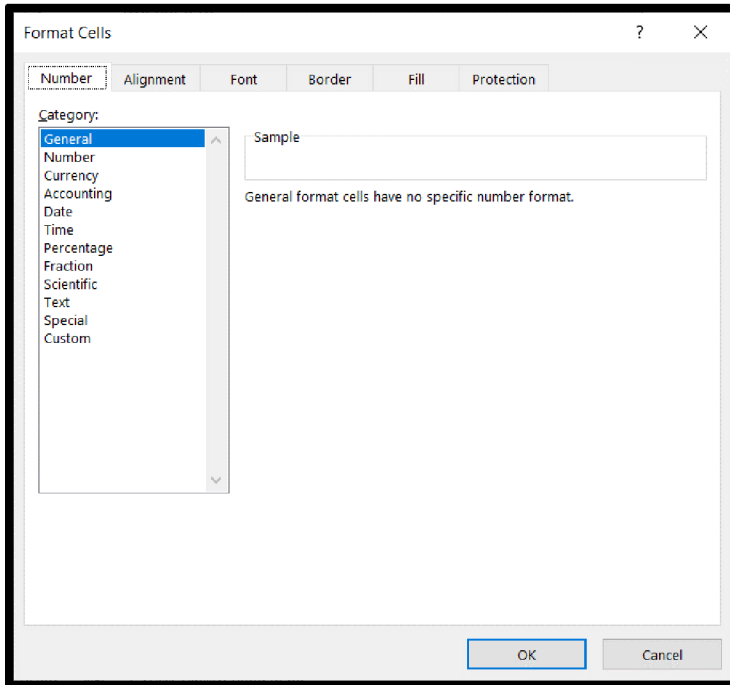 Format Cells ?
Number Alignment Font Border Fill Protection
Category:
General
Number
Currency
Accounting
Date
Time
Percentage
Fraction
Scientific
Text
Special
Custom
Sample
General format cells have no specific number format.
OK Cancel